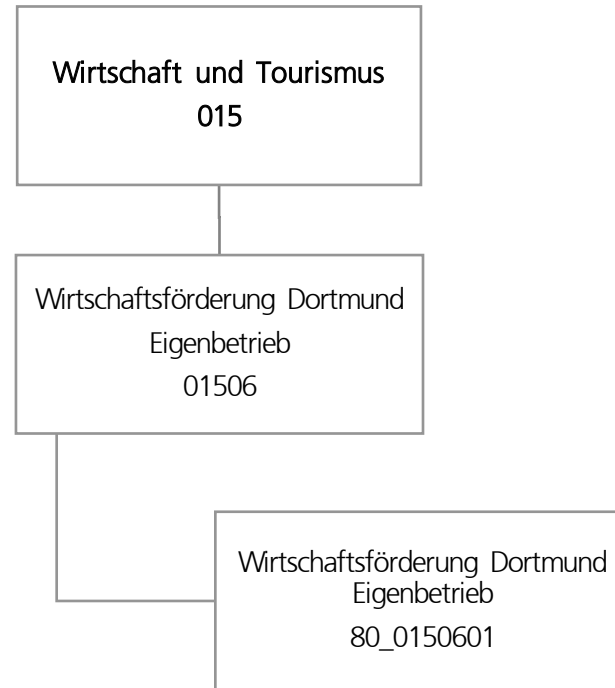 Wirtschaft und Tourismus
015
Wirtschaftsförderung Dortmund
Eigenbetrieb
01506
Wirtschaftsförderung Dortmund
Eigenbetrieb
80_0150601